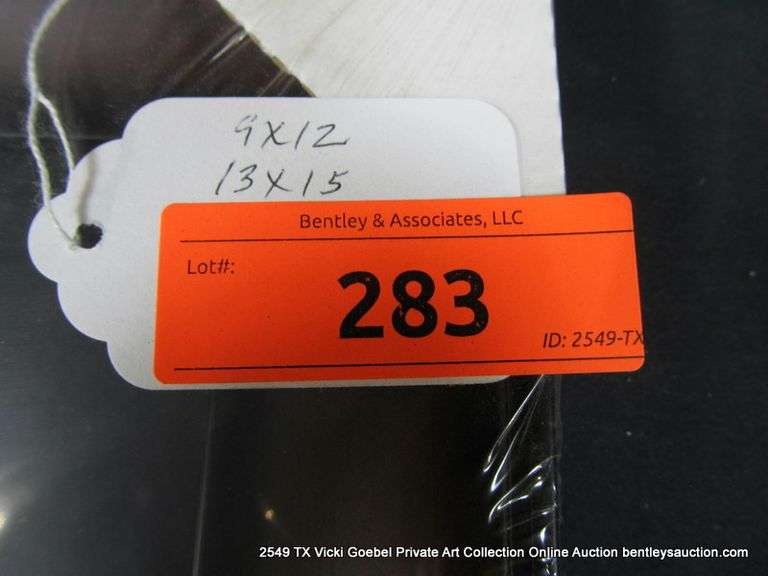 9X12
13X15
Bentley & Associates, LLC
Lot#:
283
ID: 2549-TX
2549 TX Vicki Goebel Private Art Collection Online Auction bentleysauction.com